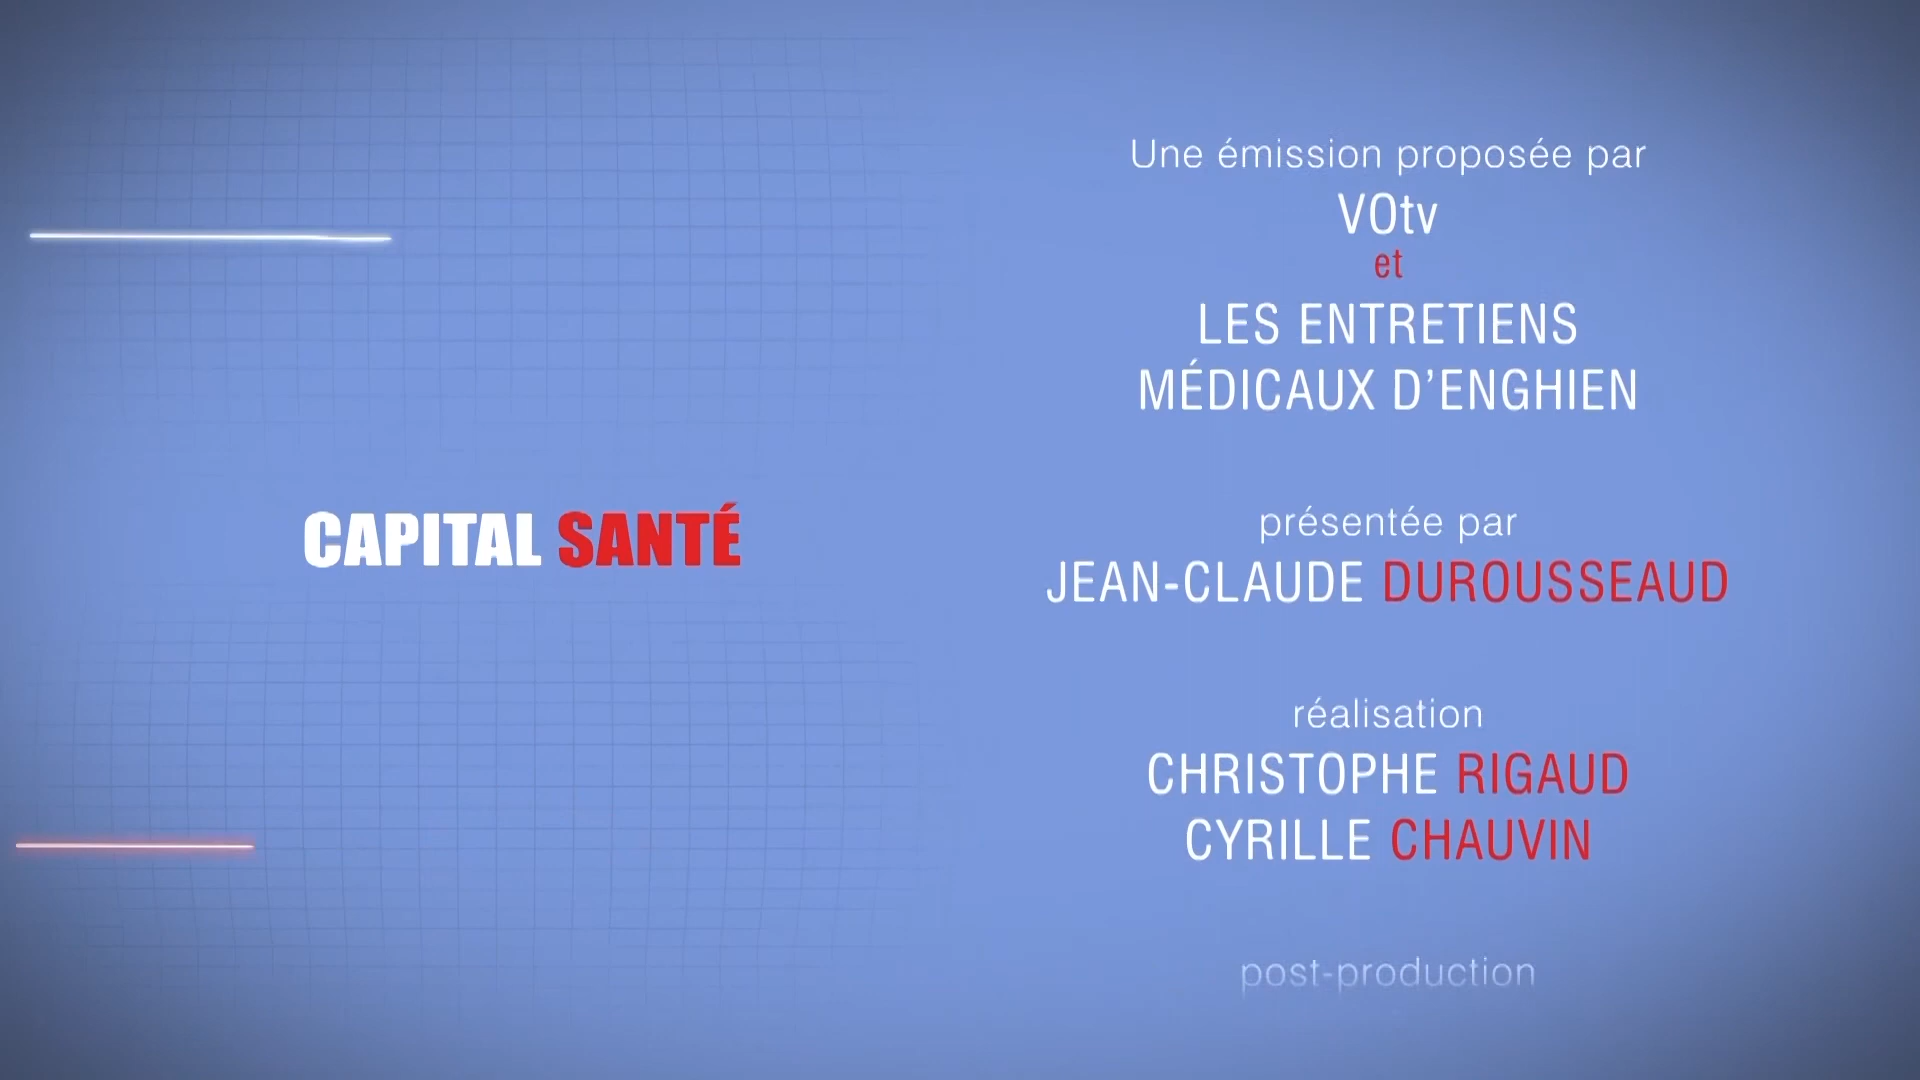 CAPITAL SANTÉ
Une émission proposée par
VOtv
et
LES ENTRETIENS
MÉDICAUX D’ENGHIEN
présentée par
JEAN-CLAUDE DUROUSSEAUD
réalisation
CHRISTOPHE RIGAUD
CYRILLE CHAUVIN
post-production